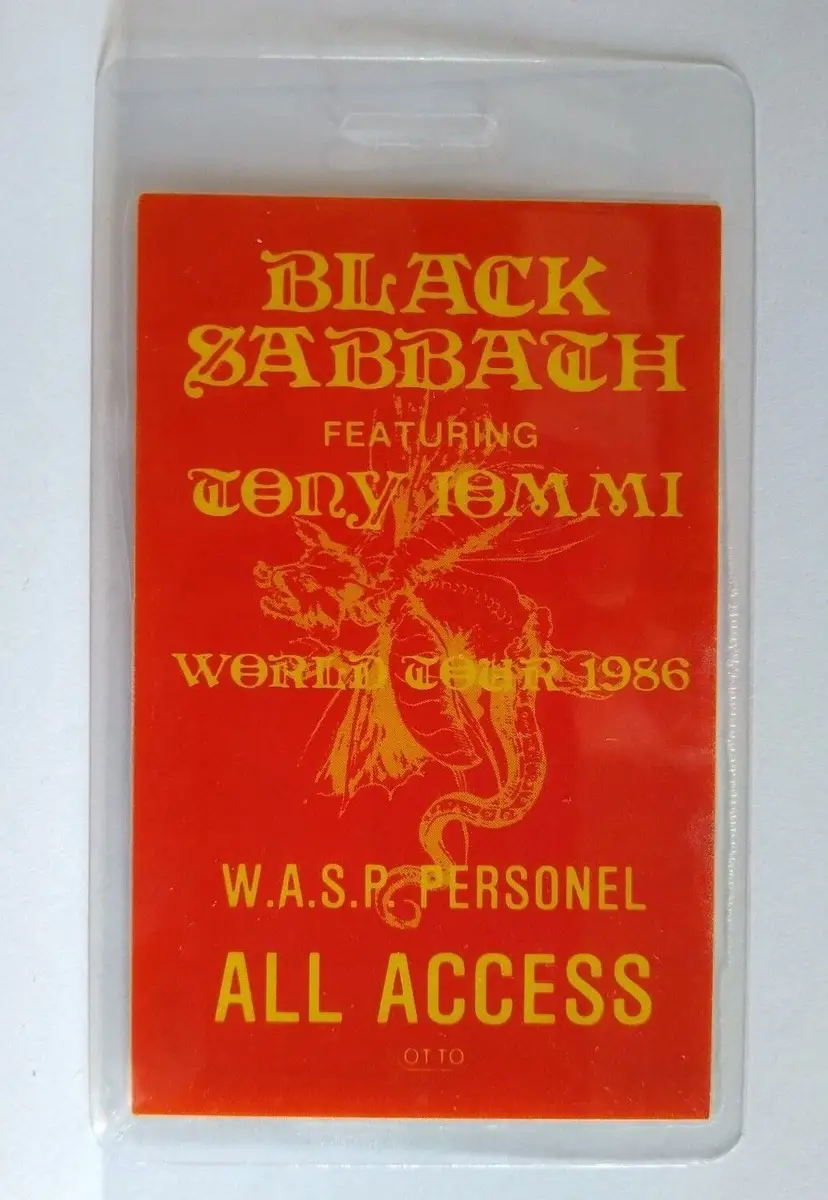 BLACK
SABBATH
FEATURING
TONY IOMMI
WORLD TOUR 1986
W.A.S.P. PERSONEL
ALL ACCESS
OTTO